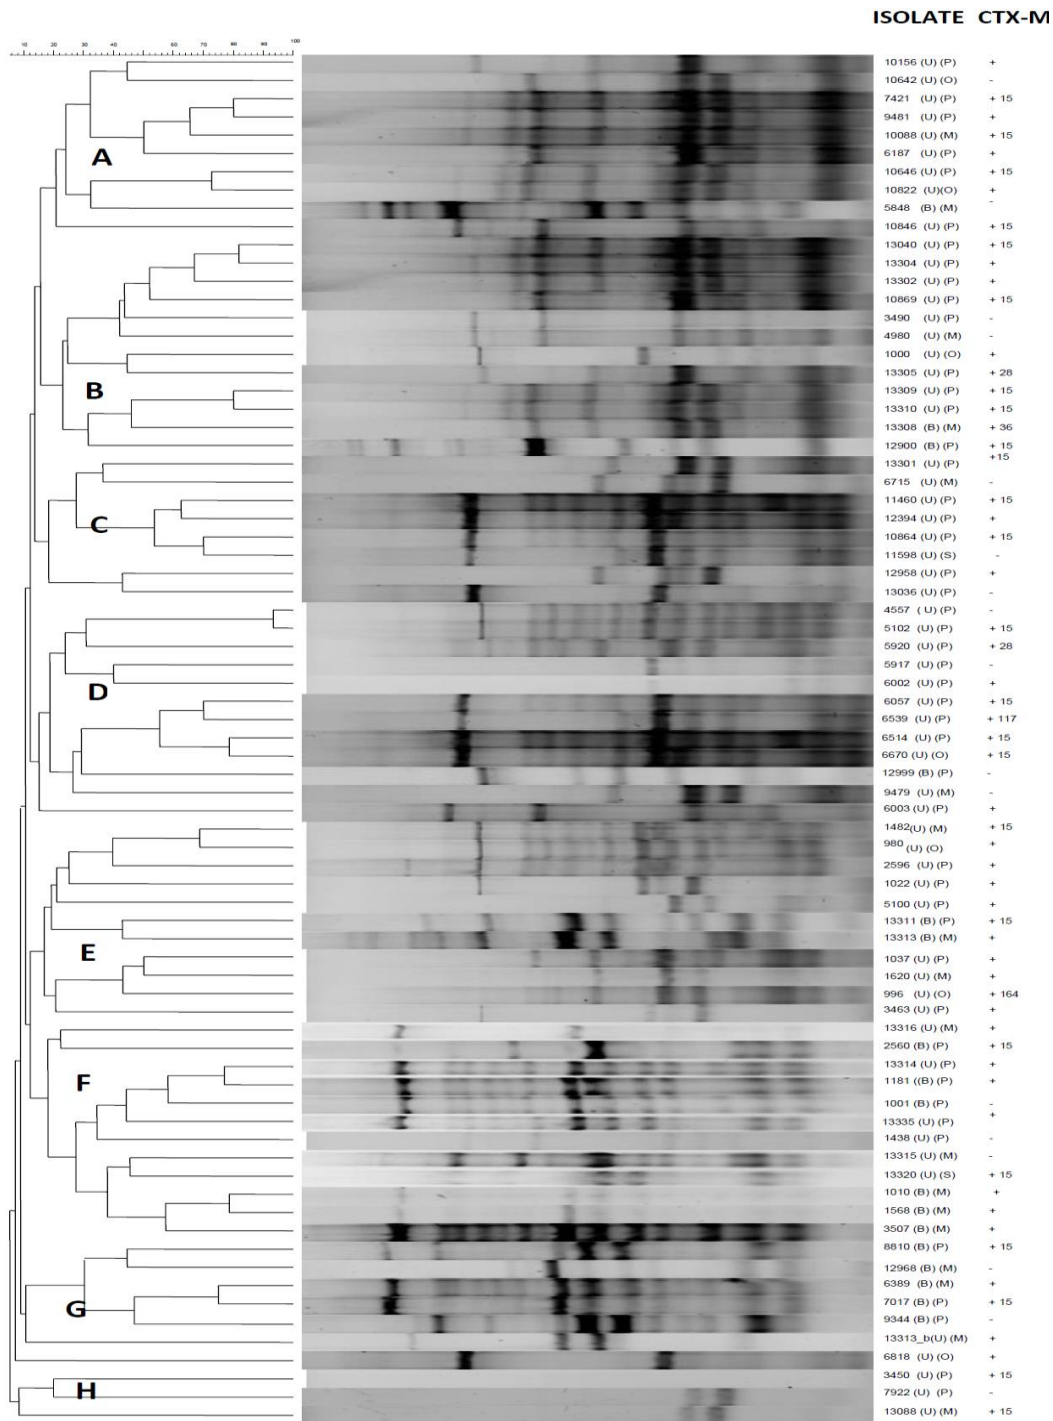 ISOLATE CTX-M
10 20 30 40 50 60 70 80 90 100
10156 (U) (P) +
10642 (U) (O) -
7421 (U) (P) + 15
9481 (U) (P) +
10088 (U) (M) + 15
A
6187 (U) (P) +
10646 (U) (P) + 15
10822 (U)(O) +
5848 (B) (M) -
10846 (U) (P) + 15
13040 (U) (P) + 15
13304 (U) (P) +
13302 (U) (P) +
10869 (U) (P) + 15
3490 (U) (P) -
4980 (U) (M) -
1000 (U) (O) +
13305 (U) (P) + 28
B
13309 (U) (P) + 15
13310 (U) (P) + 15
13308 (B) (M) + 36
12900 (B) (P) + 15
13301 (U) (P) +15
6715 (U) (M) -
11460 (U) (P) + 15
C
12394 (U) (P) +
10864 (U) (P) + 15
11598 (U) (S) -
12958 (U) (P) +
13036 (U) (P) -
4557 ( U) (P) -
5102 (U) (P) + 15
5920 (U) (P) + 28
5917 (U) (P) -
D
6002 (U) (P) +
6057 (U) (P) + 15
6539 (U) (P) + 117
6514 (U) (P) + 15
6670 (U) (O) + 15
12999 (B) (P) -
9479 (U) (M) -
6003 (U) (P) +
1482(U) (M) + 15
980 (U) (O) +
2596 (U) (P) +
1022 (U) (P) +
5100 (U) (P) +
13311 (B) (P) + 15
13313 (B) (M) +
E
1037 (U) (P) +
1620 (U) (M) +
996 (U) (O) + 164
3463 (U) (P) +
13316 (U) (M) +
2560 (B) (P) + 15
13314 (U) (P) +
F
1181 ((B) (P) +
1001 (B) (P) -
13335 (U) (P) +
1438 (U) (P) -
13315 (U) (M) -
13320 (U) (S) + 15
1010 (B) (M) +
1568 (B) (M) +
3507 (B) (M) +
8810 (B) (P) + 15
12968 (B) (M) -
6389 (B) (M) +
G
7017 (B) (P) + 15
9344 (B) (P) -
13313_b(U) (M) +
6818 (U) (O) +
3450 (U) (P) + 15
H
7922 (U) (P) -
13088 (U) (M) + 15